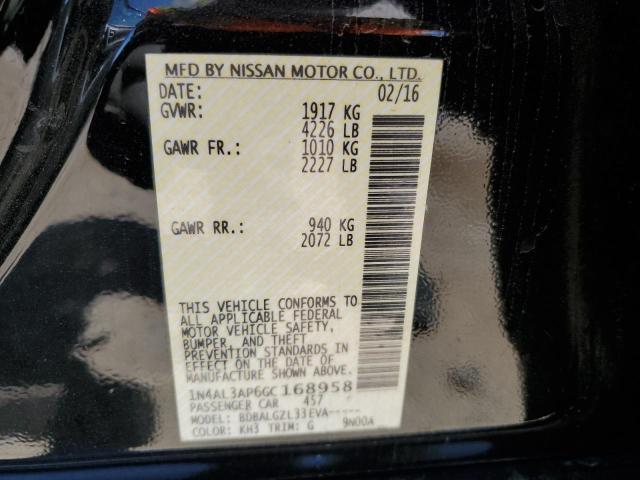 MFD BY NISSAN MOTOR CO., LTD.
DATE: 02/16
GVWR: 1917 KG
4226 LB
GAWR FR.: 1010 KG
2227 LB
GAWR RR.: 940 KG
2072 LB
THIS VEHICLE CONFORMS TO
ALL APPLICABLE FEDERAL
MOTOR VEHICLE SAFETY,
BUMPER, AND THEFT
PREVENTION STANDARDS IN
EFFECT ON THE DATE OF
MANUFACTURE SHOWN ABOVE.
1N4AL3AP6GC168958
PASSENGER CAR 457
MODEL: BDBALGZL33EVA-----
COLOR: KH3 TRIM: G 9N00A